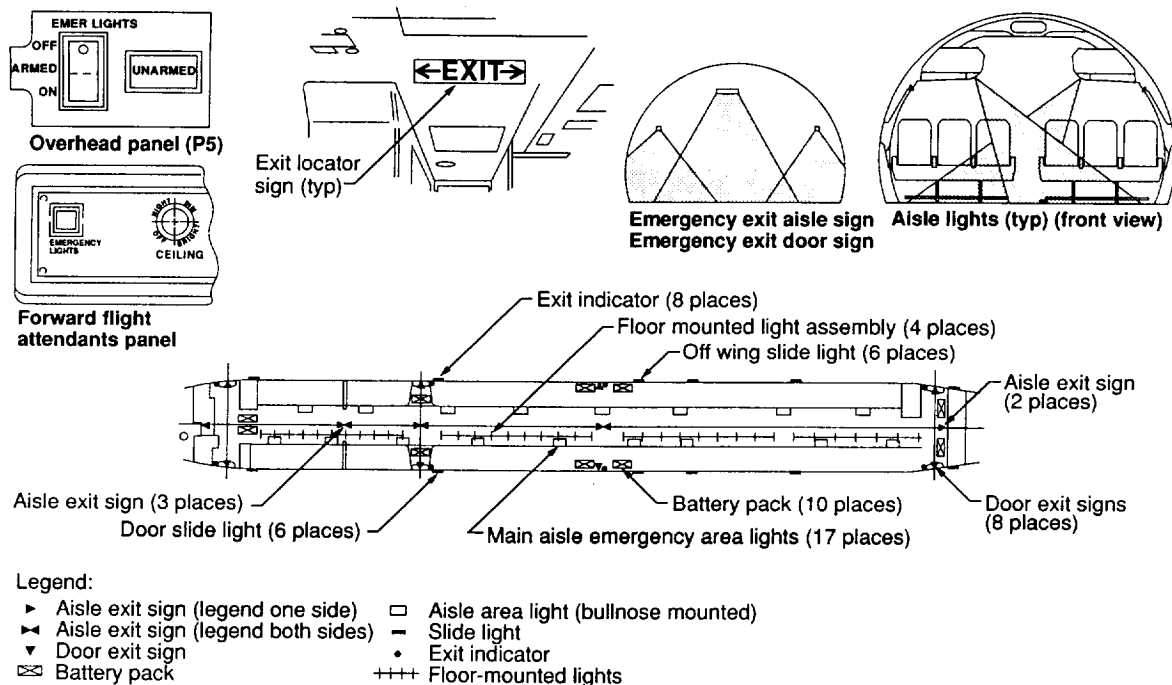 EMER LIGHTS
OFF
ARMED
ON
UNARMED
Overhead panel (P5)
EMERGENCY
LIGHTS
NIGHT
MIN
OFF
BRIGHT
CEILING
Forward flight
attendants panel
EXIT
Exit locator
sign (typ)
Emergency exit aisle sign
Emergency exit door sign
Aisle lights (typ) (front view)
Exit indicator (8 places)
Floor mounted light assembly (4 places)
Off wing slide light (6 places)
Aisle exit sign
(2 places)
Aisle exit sign (3 places)
Door slide light (6 places)
Battery pack (10 places)
Main aisle emergency area lights (17 places)
Door exit signs
(8 places)
Legend:
Aisle exit sign (legend one side)
Aisle exit sign (legend both sides)
Door exit sign
Battery pack
Aisle area light (bullnose mounted)
Slide light
Exit indicator
Floor-mounted lights